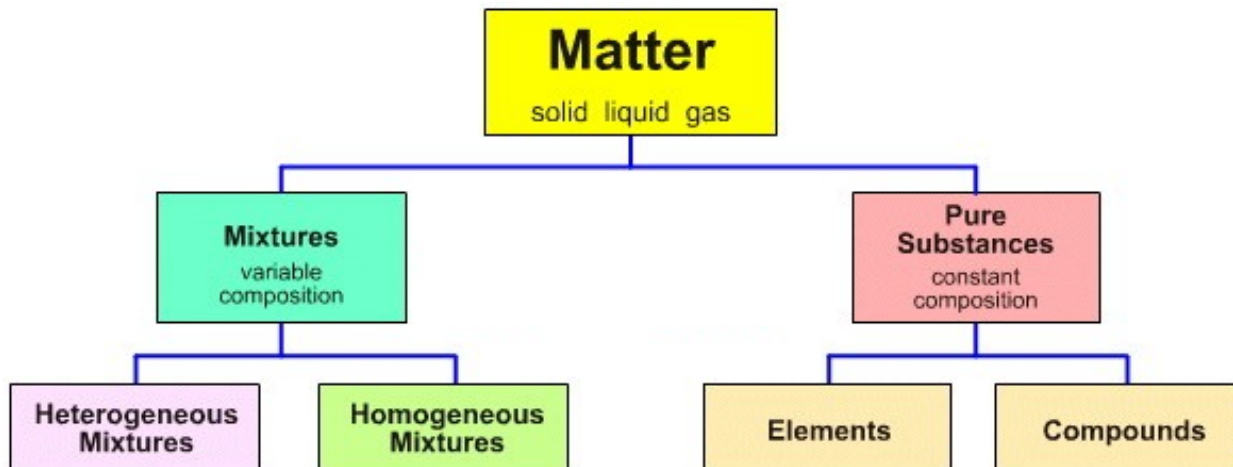 Matter
solid liquid gas
Mixtures
variable
composition
Pure
Substances
constant
composition
Heterogeneous
Mixtures
Homogeneous
Mixtures
Elements
Compounds